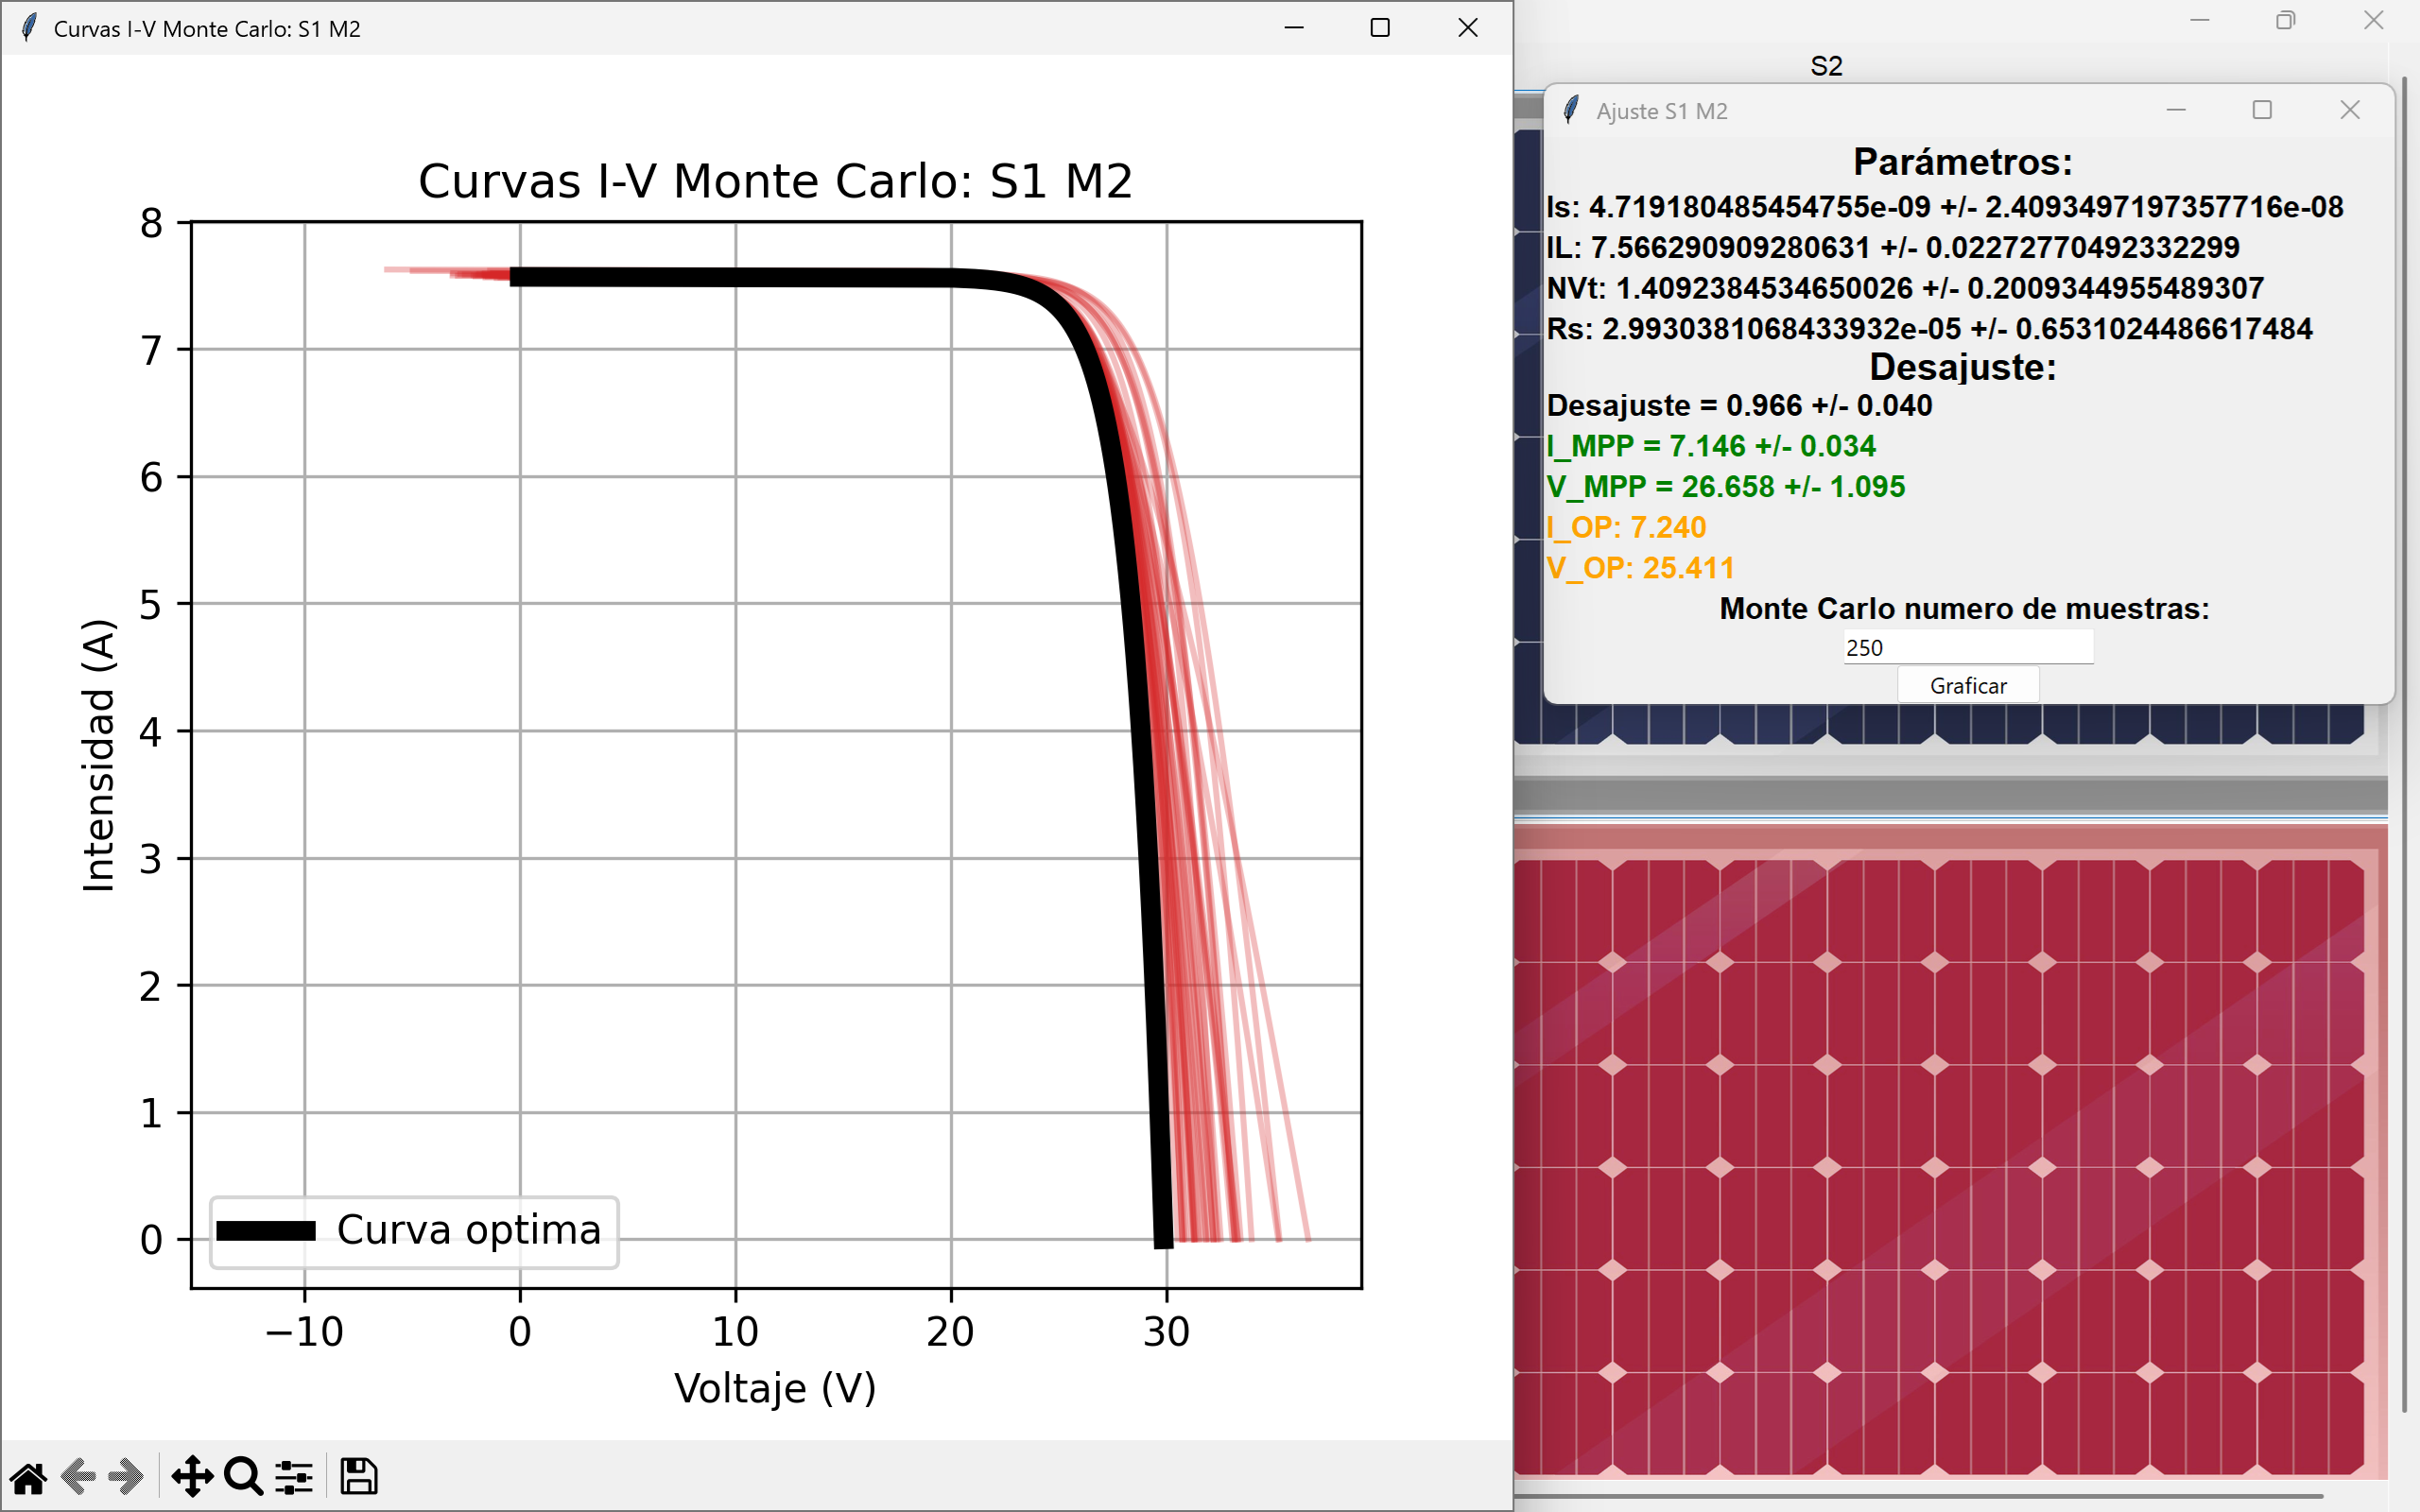 Curvas I-V Monte Carlo: S1 M2
Curvas I-V Monte Carlo: S1 M2
8
7
6
5
4
3
2
1
0
Intensidad (A)
Curva optima
−10 0 10 20 30
Voltaje (V)
S2
Ajuste S1 M2
Parámetros:
Is: 4.719180485454755e-09 +/- 2.4093497197357716e-08
IL: 7.566290909280631 +/- 0.02272770492332299
NVt: 1.4092384534650026 +/- 0.2009344955489307
Rs: 2.9930381068433932e-05 +/- 0.6531024486617484
Desajuste:
Desajuste = 0.966 +/- 0.040
I_MPP = 7.146 +/- 0.034
V_MPP = 26.658 +/- 1.095
I_OP: 7.240
V_OP: 25.411
Monte Carlo numero de muestras:
250
Graficar